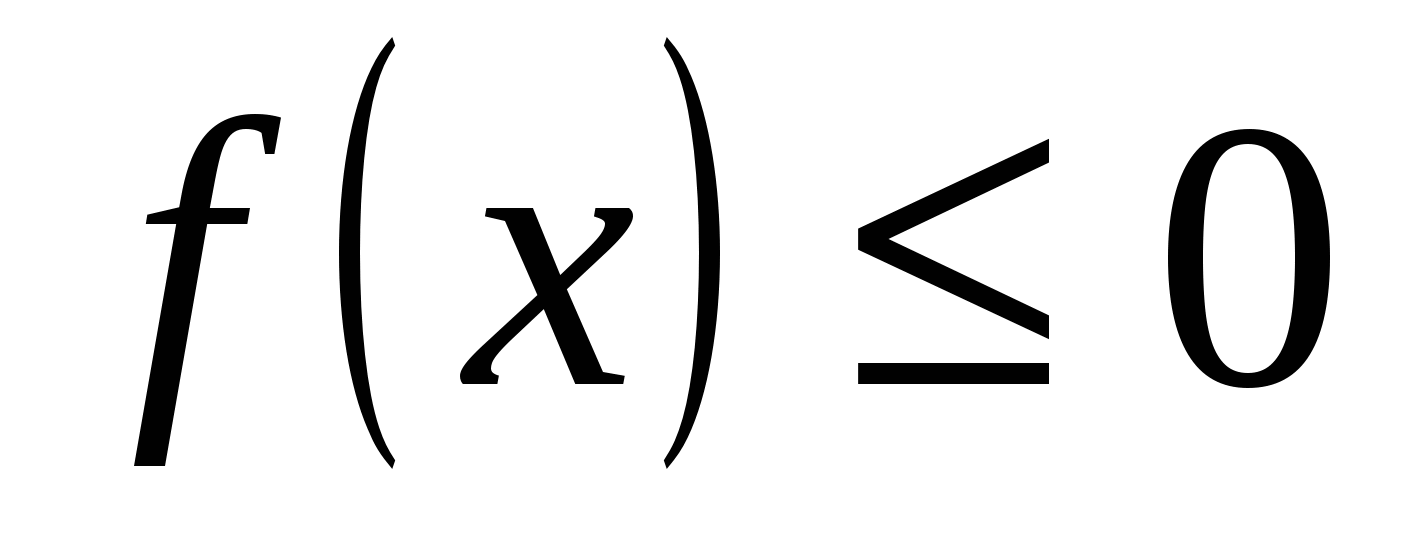 f(x) ≤ 0